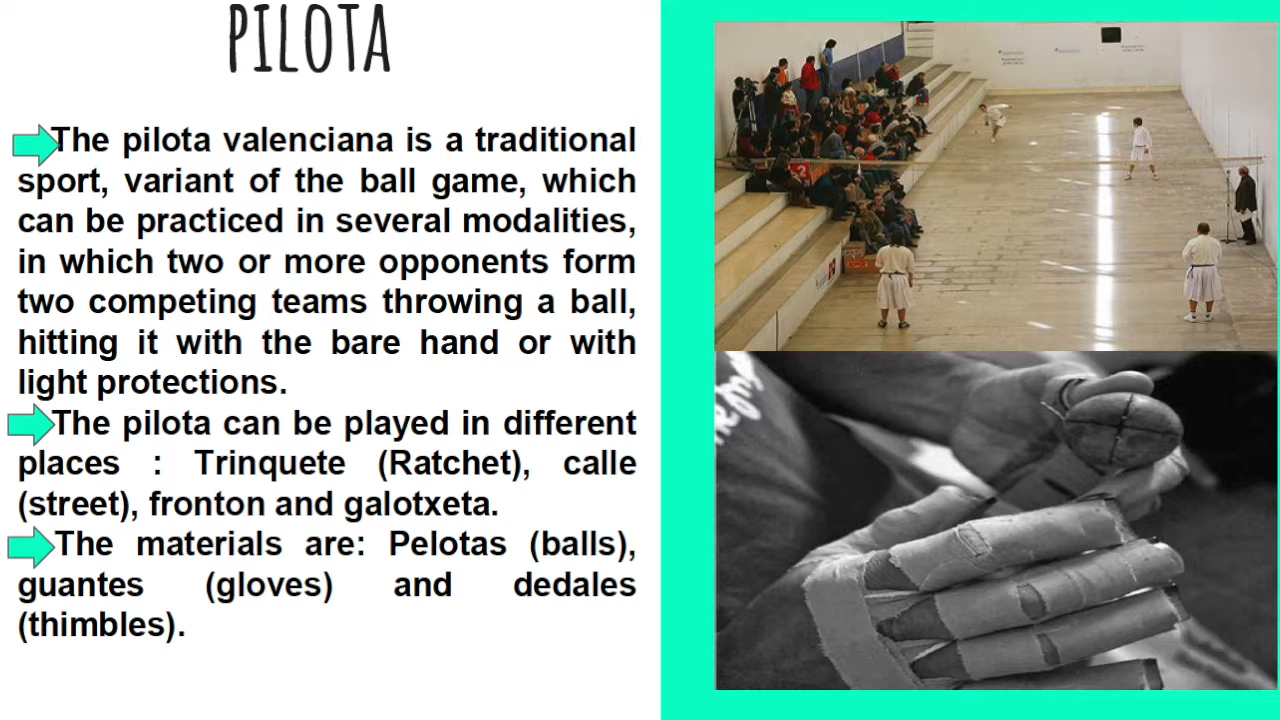 PILOTA
The pilota valenciana is a traditional
sport, variant of the ball game, which
can be practiced in several modalities,
in which two or more opponents form
two competing teams throwing a ball,
hitting it with the bare hand or with
light protections.
The pilota can be played in different
places : Trinquete (Ratchet), calle
(street), fronton and galotxeta.
The materials are: Pelotas (balls),
guantes (gloves) and dedales
(thimbles).